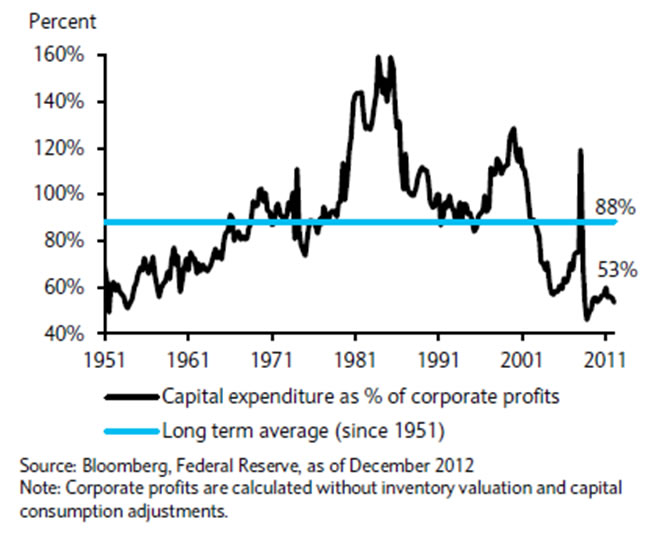 Percent
160%
140%
120%
100%
80%
60%
40%
88%
53%
1951 1961 1971 1981 1991 2001 2011
Capital expenditure as % of corporate profits
Long term average (since 1951)
Source: Bloomberg, Federal Reserve, as of December 2012
Note: Corporate profits are calculated without inventory valuation and capital
consumption adjustments.